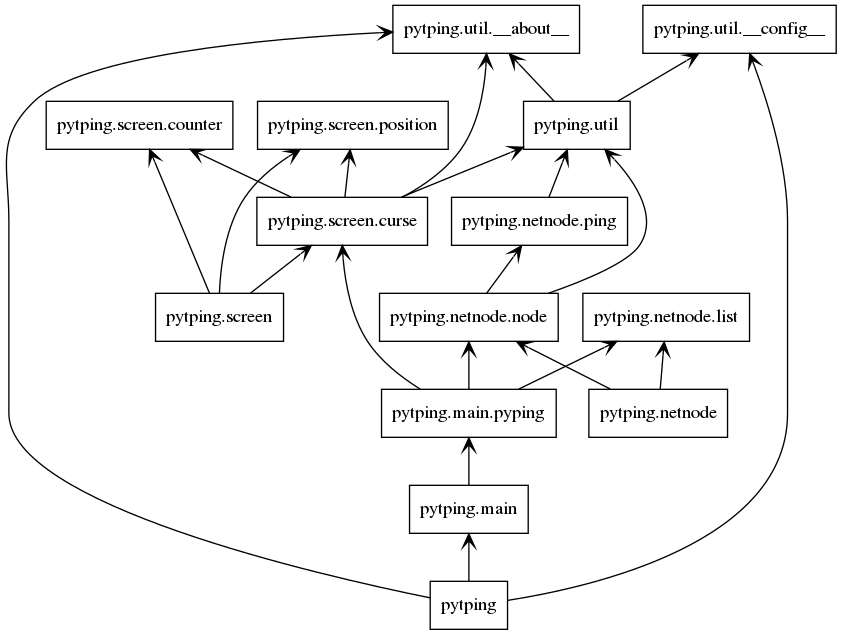 pytping.util.__about__
pytping.util.__config__
pytping.screen.counter
pytping.screen.position
pytping.util
pytping.screen.curse
pytping.netnode.ping
pytping.screen
pytping.netnode.node
pytping.netnode.list
pytping.main.pyping
pytping.netnode
pytping.main
pytping